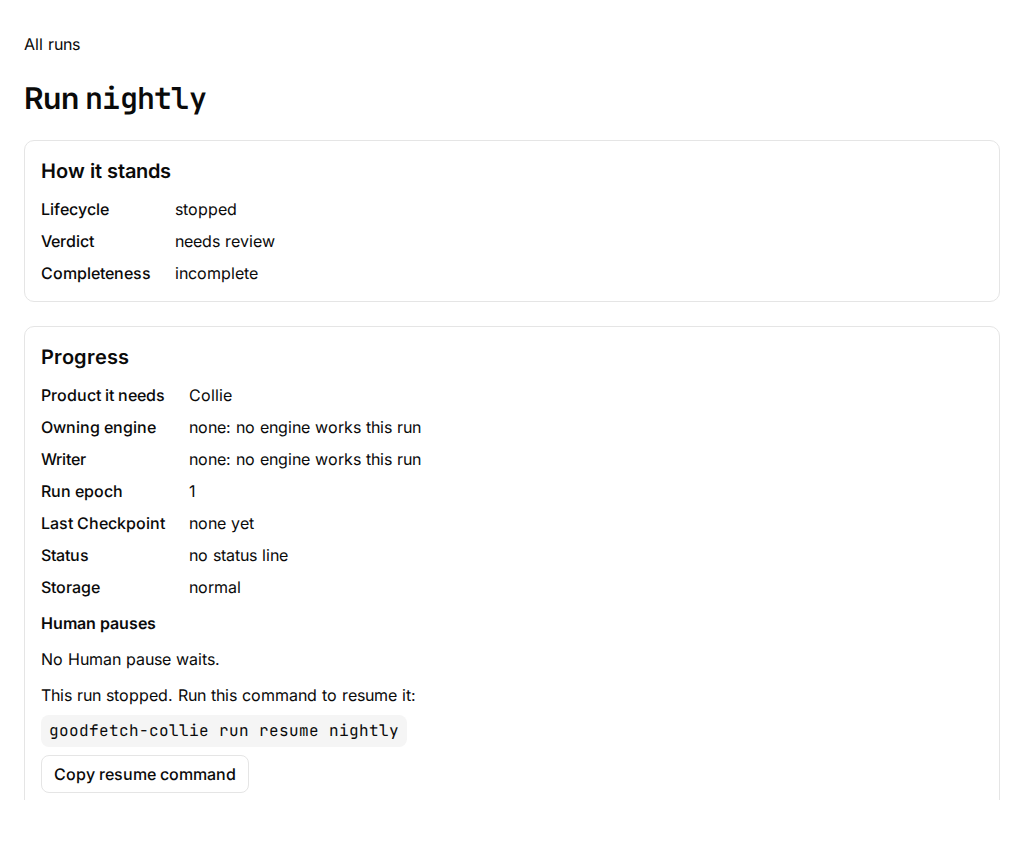 All runs
Run nightly
How it stands
Lifecycle stopped
Verdict needs review
Completeness incomplete
Progress
Product it needs Collie
Owning engine none: no engine works this run
Writer none: no engine works this run
Run epoch 1
Last Checkpoint none yet
Status no status line
Storage normal
Human pauses
No Human pause waits.
This run stopped. Run this command to resume it:
goodfetch-collie run resume nightly
Copy resume command